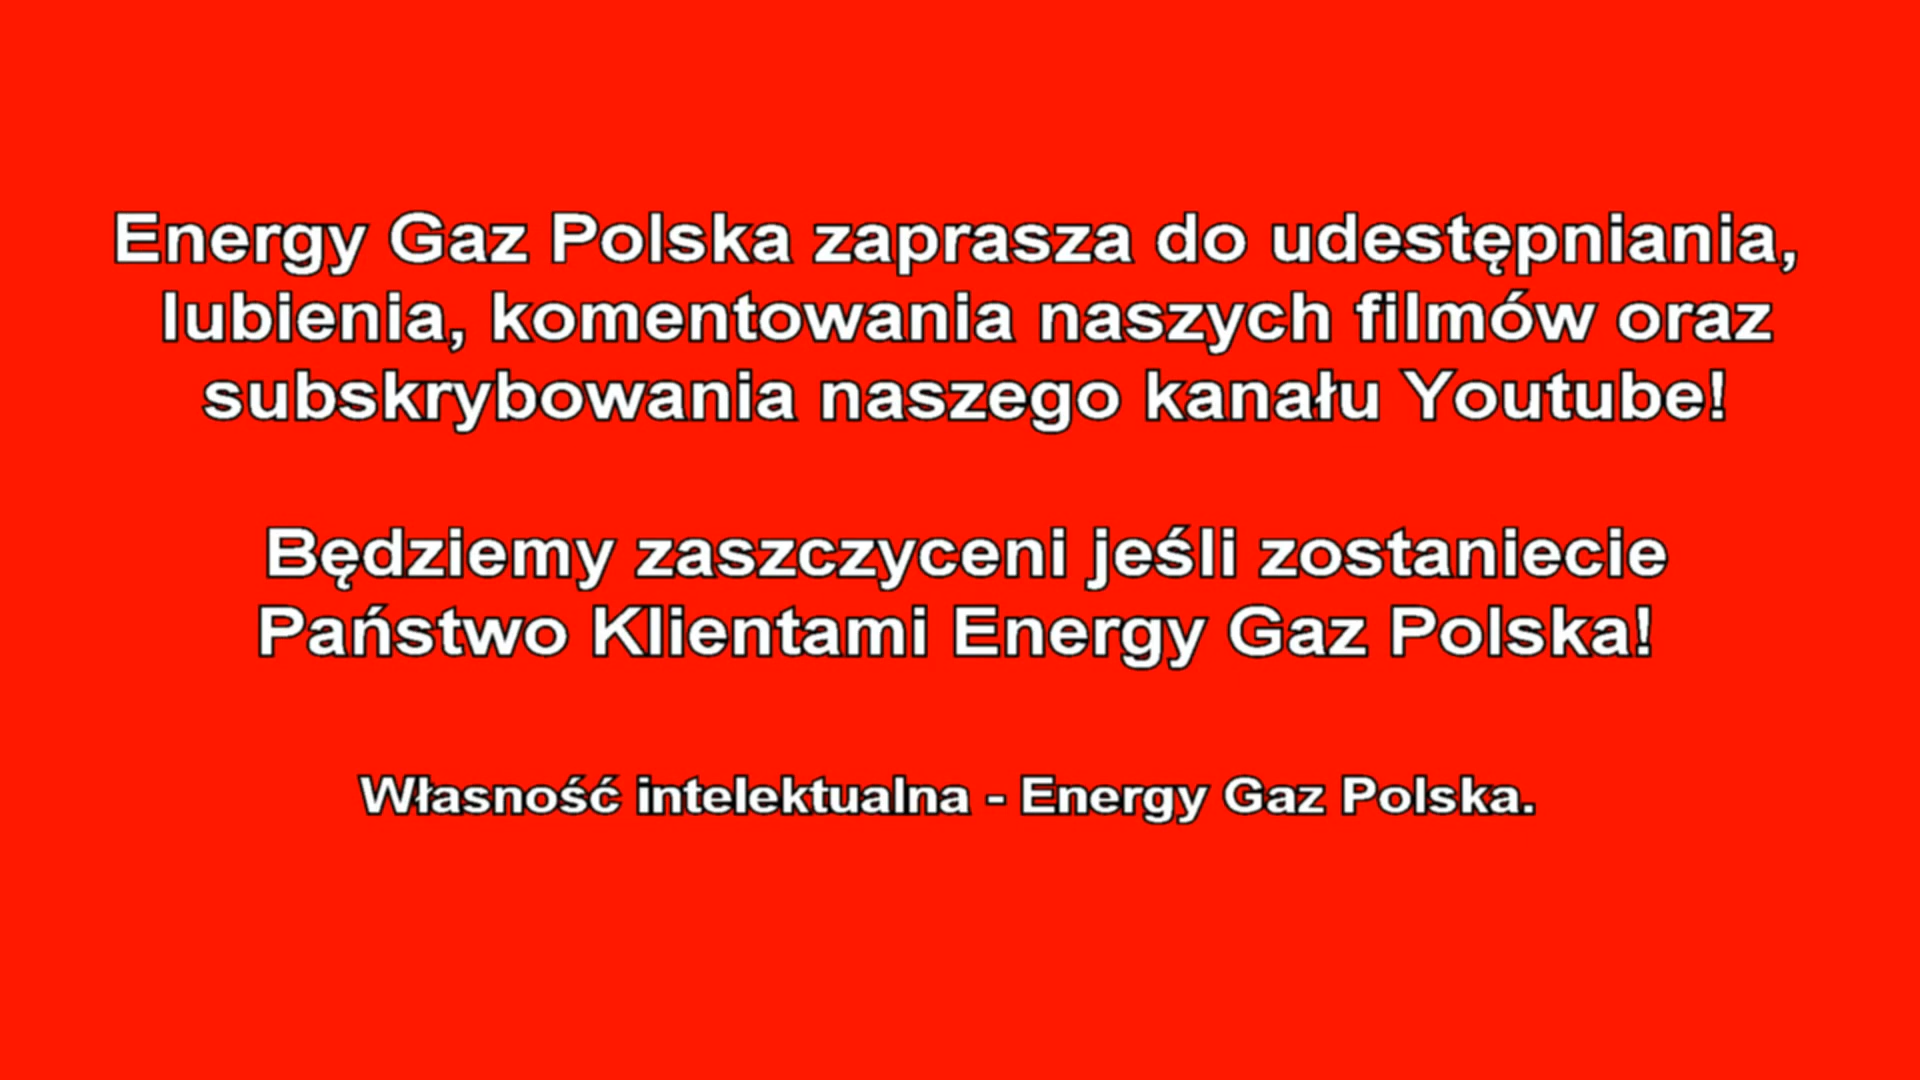 Energy Gaz Polska zaprasza do udestępniania,
lubienia, komentowania naszych filmów oraz
subskrybowania naszego kanału Youtube!
Będziemy zaszczyceni jeśli zostaniecie
Państwo Klientami Energy Gaz Polska!
Własność intelektualna - Energy Gaz Polska.